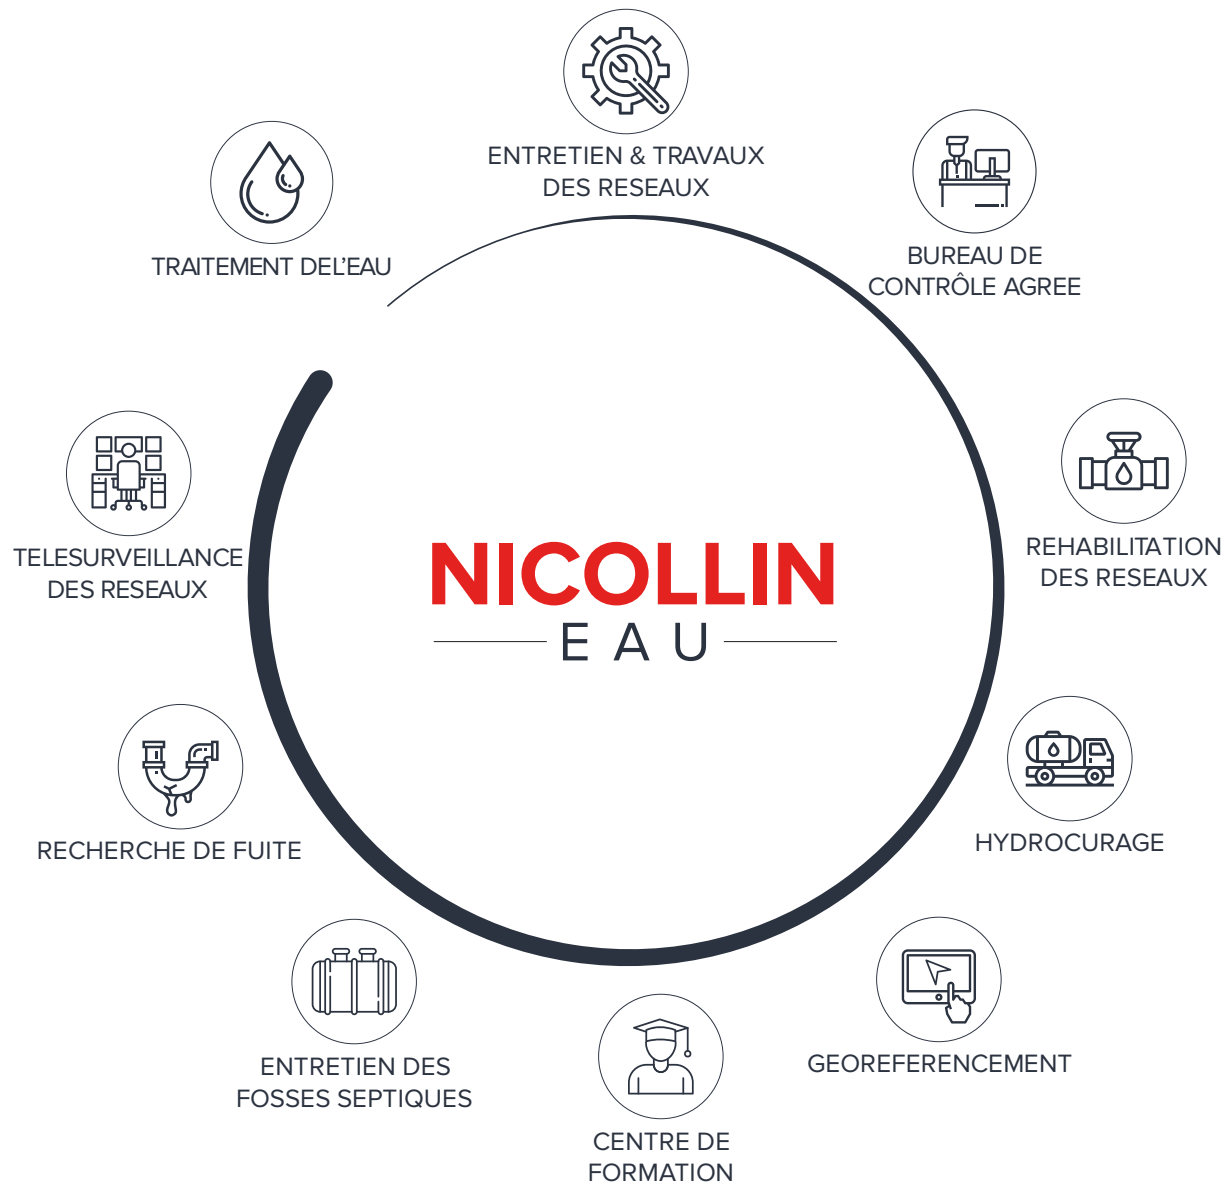 ENTRETIEN & TRAVAUX
DES RESEAUX
BUREAU DE
CONTRÔLE AGREE
REHABILITATION
DES RESEAUX
HYDROCURAGE
GEOREFERENCEMENT
CENTRE DE
FORMATION
ENTRETIEN DES
FOSSES SEPTIQUES
RECHERCHE DE FUITE
TELESURVEILLANCE
DES RESEAUX
TRAITEMENT DEL'EAU
NICOLLIN
EAU